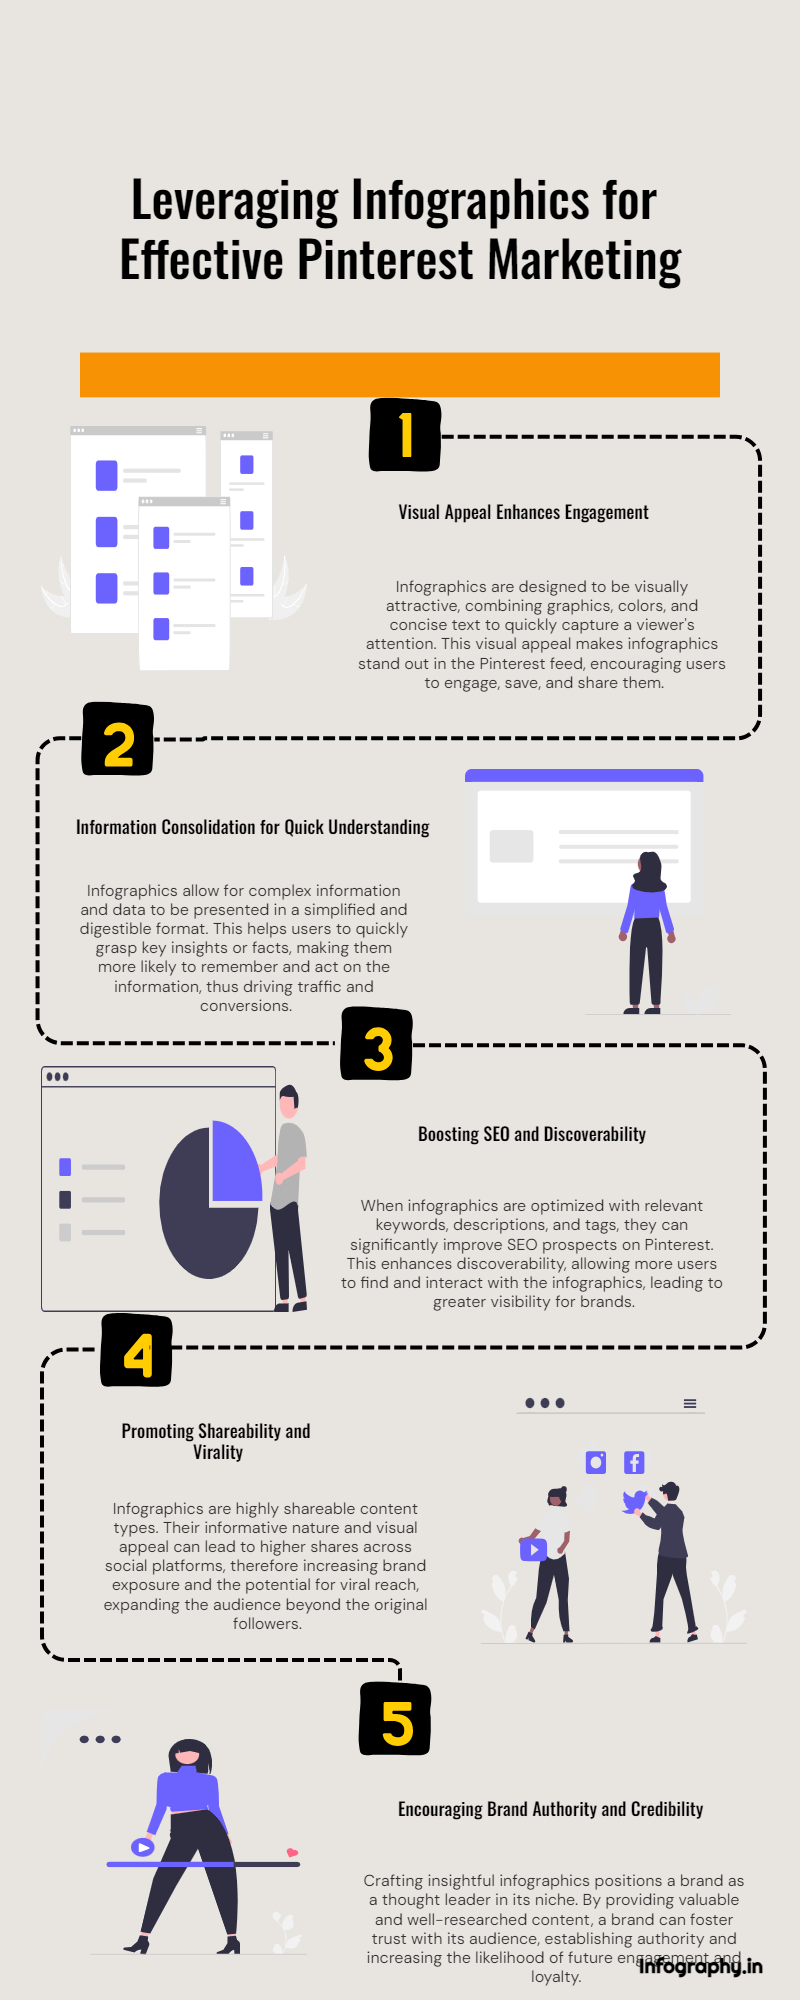 Leveraging Infographics for
Effective Pinterest Marketing
1
Visual Appeal Enhances Engagement
Infographics are designed to be visually
attractive, combining graphics, colors, and
concise text to quickly capture a viewer's
attention. This visual appeal makes infographics
stand out in the Pinterest feed, encouraging users
to engage, save, and share them.
2
Information Consolidation for Quick Understanding
Infographics allow for complex information
and data to be presented in a simplified and
digestible format. This helps users to quickly
grasp key insights or facts, making them
more likely to remember and act on the
information, thus driving traffic and
conversions.
3
Boosting SEO and Discoverability
When infographics are optimized with relevant
keywords, descriptions, and tags, they can
significantly improve SEO prospects on Pinterest.
This enhances discoverability, allowing more users
to find and interact with the infographics, leading to
greater visibility for brands.
4
Promoting Shareability and
Virality
Infographics are highly shareable content
types. Their informative nature and visual
appeal can lead to higher shares across
social platforms, therefore increasing brand
exposure and the potential for viral reach,
expanding the audience beyond the original
followers.
5
Encouraging Brand Authority and Credibility
Crafting insightful infographics positions a brand as
a thought leader in its niche. By providing valuable
and well-researched content, a brand can foster
trust with its audience, establishing authority and
increasing the likelihood of future engagement and
loyalty.
Infography.in